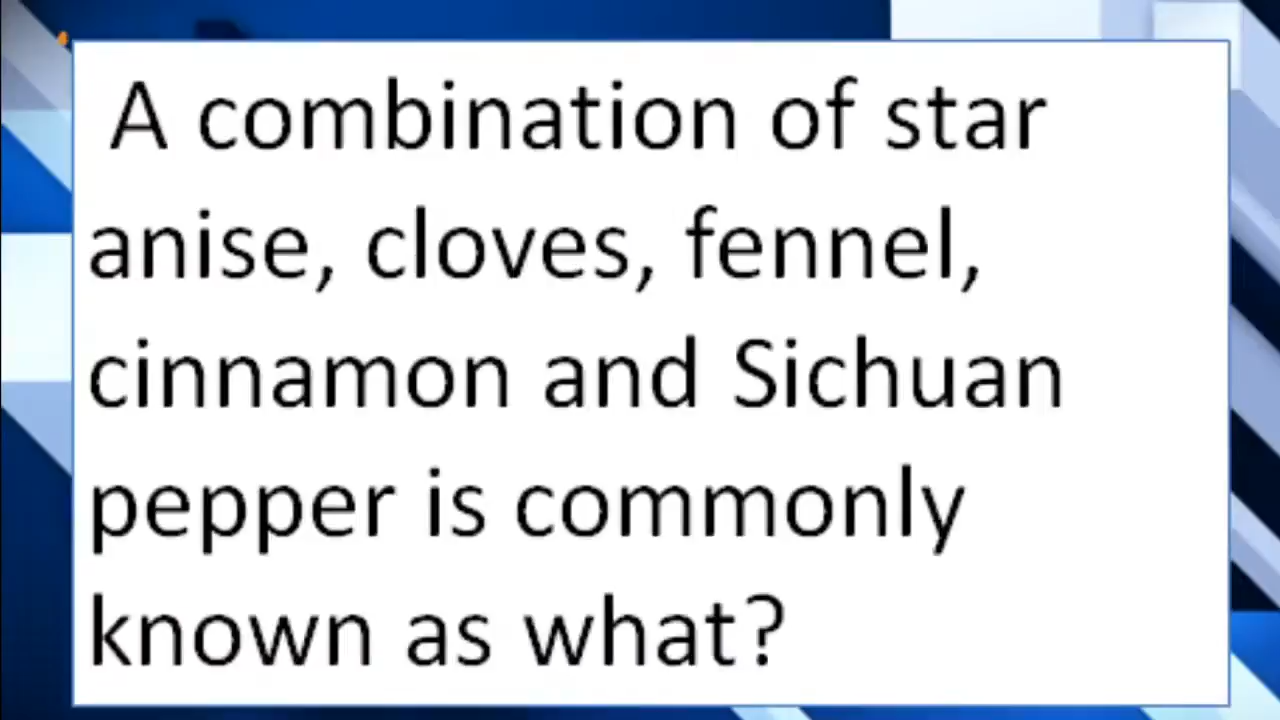 A combination of star
anise, cloves, fennel,
cinnamon and Sichuan
pepper is commonly
known as what?